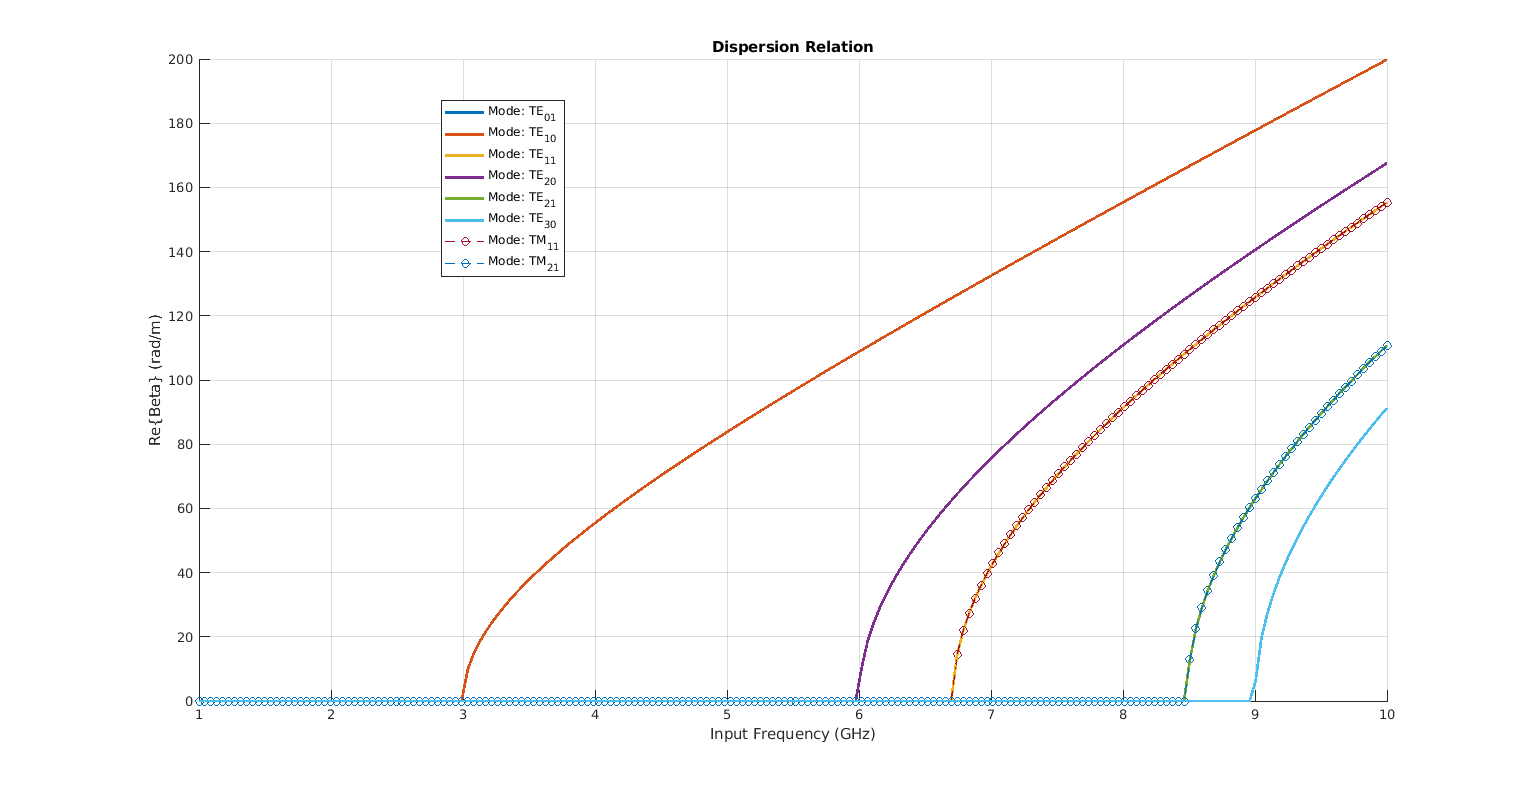 Dispersion Relation
200
180
160
140
120
100
80
60
40
20
0
Re{Beta} (rad/m)
Mode: TE01
Mode: TE10
Mode: TE11
Mode: TE20
Mode: TE21
Mode: TE30
Mode: TM11
Mode: TM21
1 2 3 4 5 6 7 8 9 10
Input Frequency (GHz)